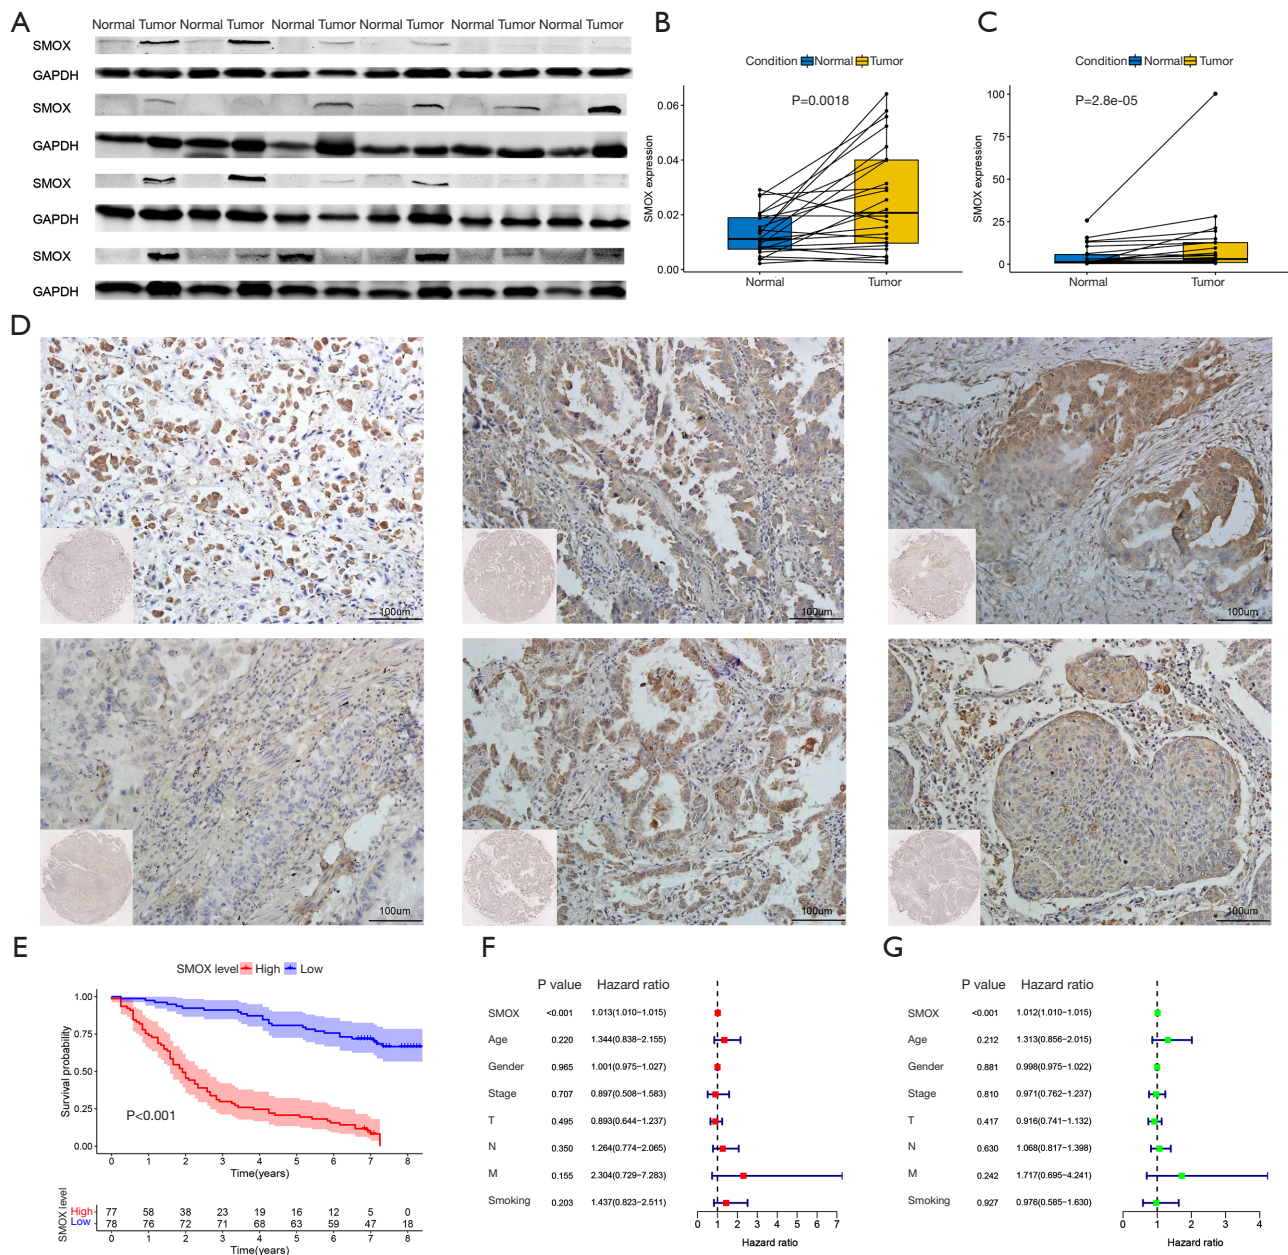 A
Normal Tumor Normal Tumor Normal Tumor Normal Tumor Normal Tumor Normal Tumor
SMOX
GAPDH
SMOX
GAPDH
SMOX
GAPDH
SMOX
GAPDH
B
Condition Normal Tumor
P=0.0018
SMOX expression
0.06
0.04
0.02
0.00
Normal Tumor
C
Condition Normal Tumor
P=2.8e-05
SMOX expression
100
75
50
25
0
Normal Tumor
D
100um
100um
100um
100um
100um
100um
E
SMOX level High Low
Survival probability
1.00
0.75
0.50
0.25
0.00
P<0.001
0 1 2 3 4 5 6 7 8
Time(years)
SMOX level
High 77 58 38 23 19 16 12 5 0
Low 78 76 72 71 68 63 59 47 18
0 1 2 3 4 5 6 7 8
Time(years)
F
P value Hazard ratio
SMOX <0.001 1.013(1.010−1.015)
Age 0.220 1.344(0.838−2.155)
Gender 0.965 1.001(0.975−1.027)
Stage 0.707 0.897(0.508−1.583)
T 0.495 0.893(0.644−1.237)
N 0.350 1.264(0.774−2.065)
M 0.155 2.304(0.729−7.283)
Smoking 0.203 1.437(0.823−2.511)
0 1 2 3 4 5 6 7
Hazard ratio
G
P value Hazard ratio
SMOX <0.001 1.012(1.010−1.015)
Age 0.212 1.313(0.856−2.015)
Gender 0.881 0.998(0.975−1.022)
Stage 0.810 0.971(0.762−1.237)
T 0.417 0.916(0.741−1.132)
N 0.630 1.068(0.817−1.398)
M 0.242 1.717(0.695−4.241)
Smoking 0.927 0.976(0.585−1.630)
0 1 2 3 4
Hazard ratio